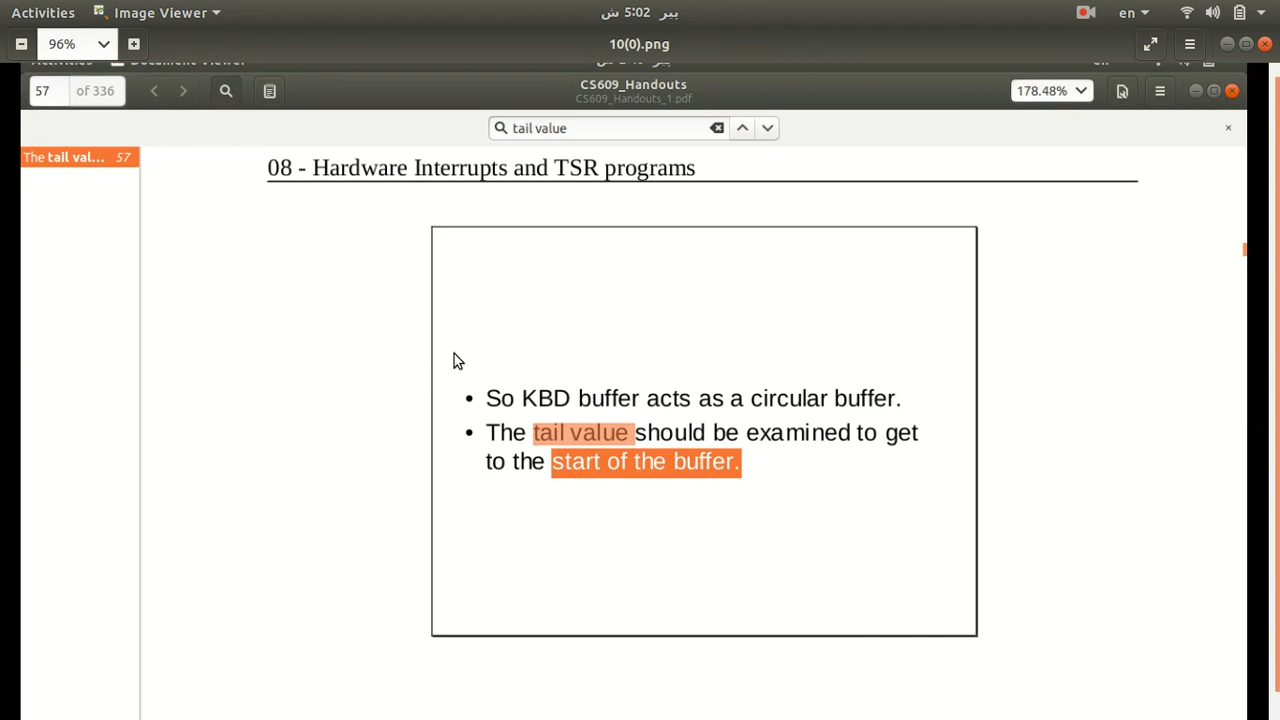 Activities Image Viewer پیر 5:02 ش en
96% 10(0).png
57 of 336 CS609_Handouts 178.48%
CS609_Handouts_1.pdf
tail value
The tail val... 57
08 - Hardware Interrupts and TSR programs
• So KBD buffer acts as a circular buffer.
• The tail value should be examined to get
to the start of the buffer.